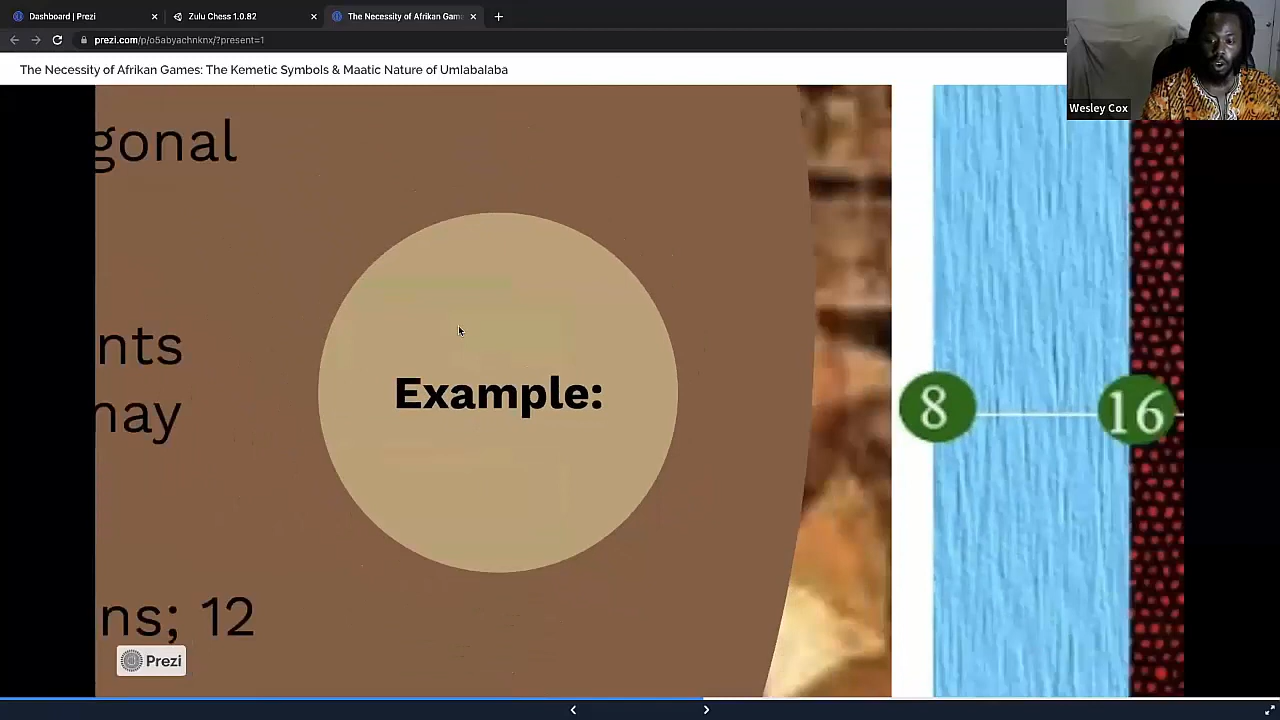 Dashboard | Prezi
Zulu Chess 1.0.82
The Necessity of Afrikan Gam
prezi.com/p/o5abyachnknx/?present=1
The Necessity of Afrikan Games: The Kemetic Symbols & Maatic Nature of Umlabalaba
Wesley Cox
gonal
nts
may
Example:
8
16
ns; 12
Prezi